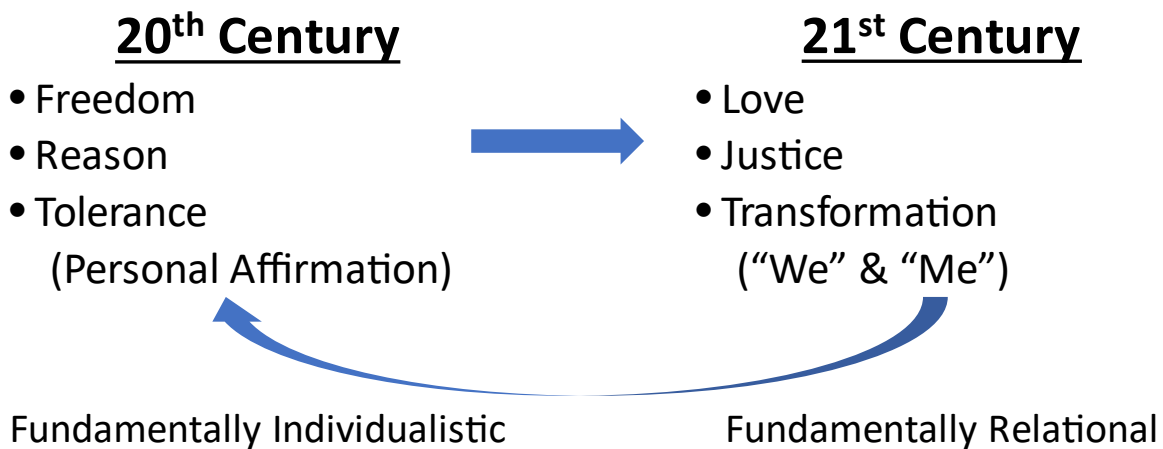 20th Century
• Freedom
• Reason
• Tolerance
(Personal Affirmation)
21st Century
• Love
• Justice
• Transformation
(“We” & “Me”)
Fundamentally Individualistic
Fundamentally Relational